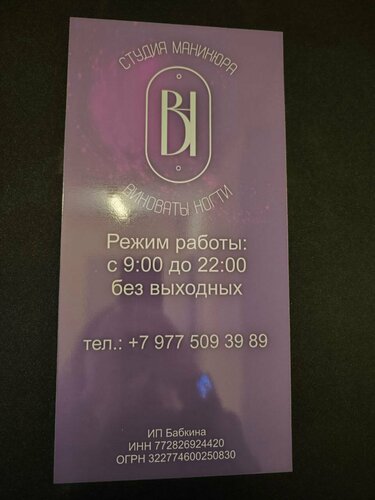 СТУДИЯ МАНИКЮРА
ВН
ВИНОВАТЫ НОГТИ
Режим работы:
с 9:00 до 22:00
без выходных
тел.: +7 977 509 39 89
ИП Бабкина
ИНН 772826924420
ОГРН 322774600250830